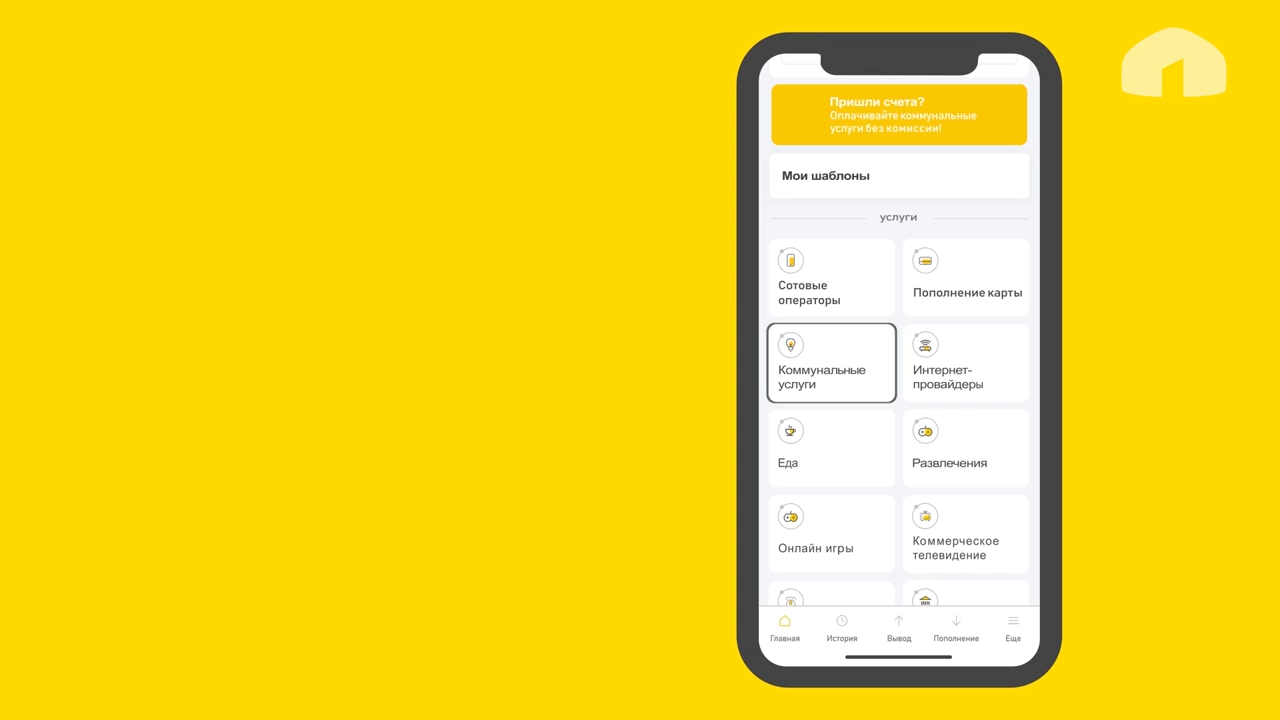 Пришли счета?
Оплачивайте коммунальные
услуги без комиссии!
Мои шаблоны
услуги
Сотовые
операторы
Пополнение карты
Коммунальные
услуги
Интернет-
провайдеры
Еда
Развлечения
Онлайн игры
Коммерческое
телевидение
Главная
История
Вывод
Пополнение
Еще